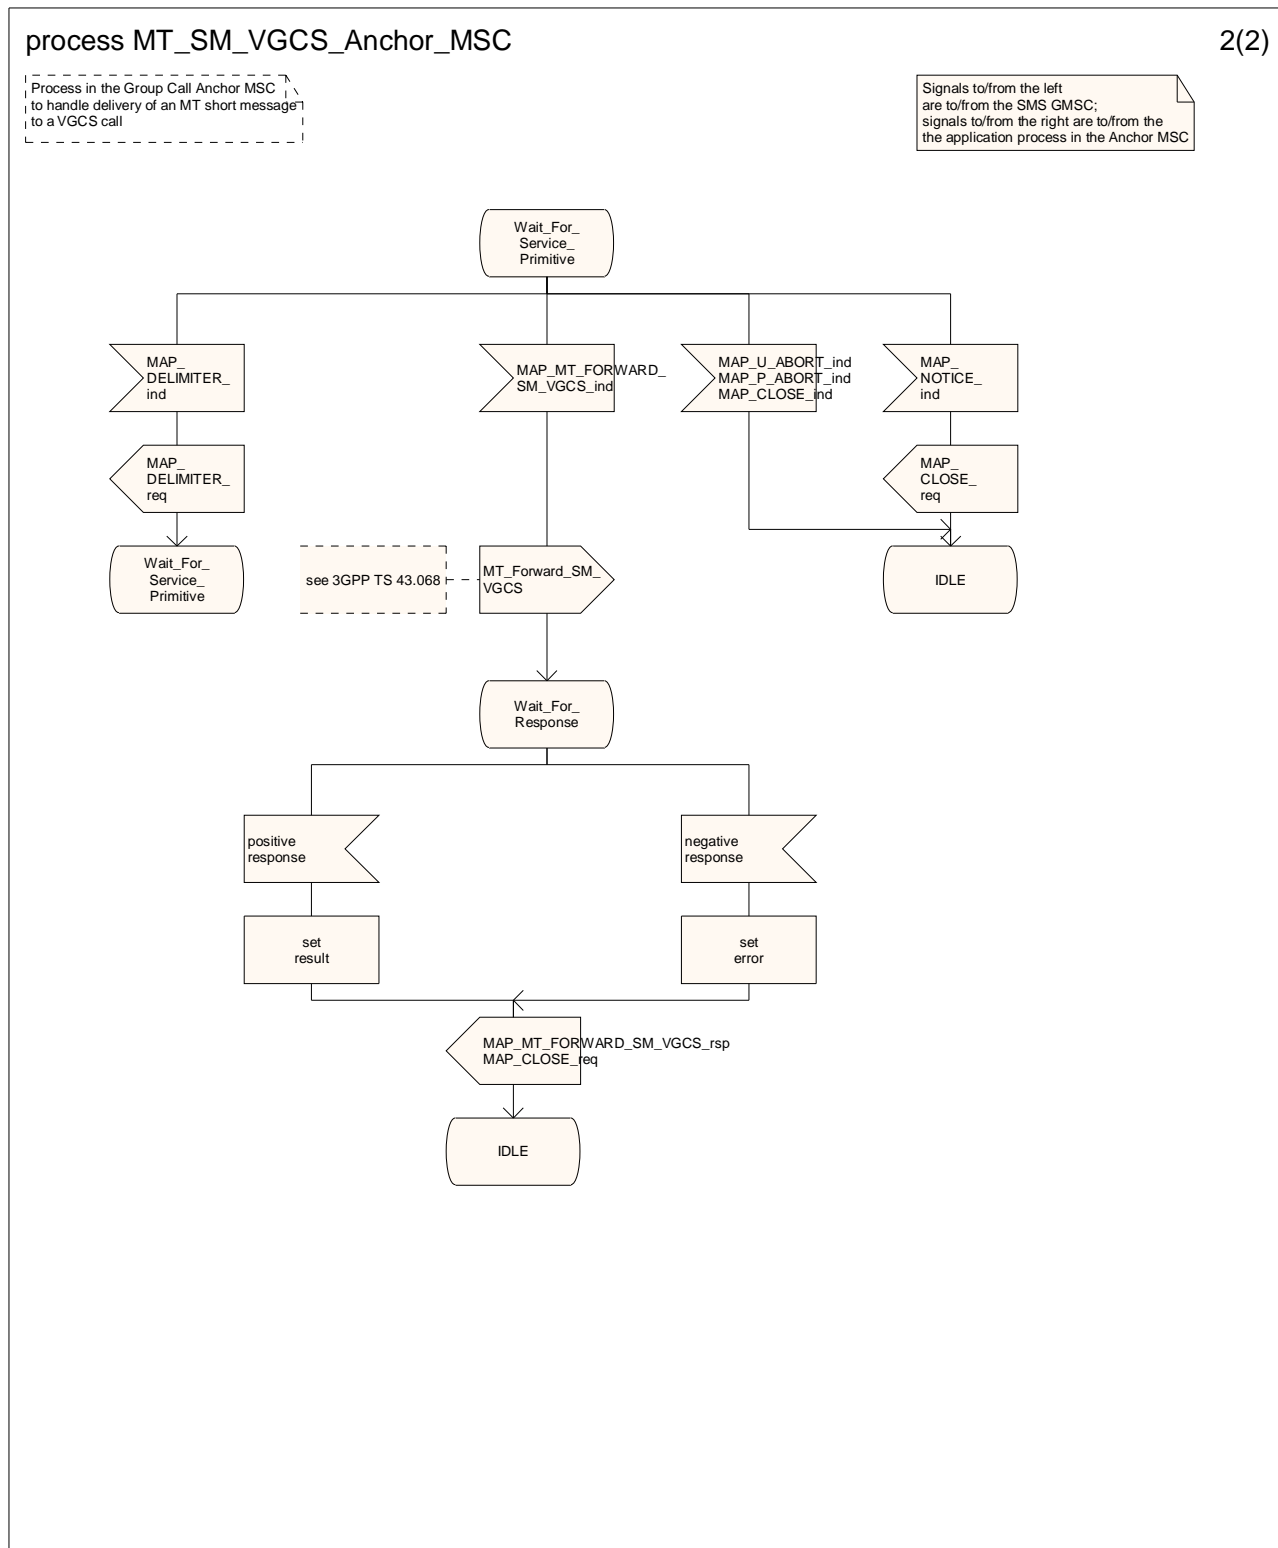 process MT_SM_VGCS_Anchor_MSC
2(2)
Process in the Group Call Anchor MSC
to handle delivery of an MT short message
to a VGCS call
Signals to/from the left
are to/from the SMS GMSC;
signals to/from the right are to/from the
the application process in the Anchor MSC
Wait_For_
Service_
Primitive
MAP_
DELIMITER_
ind
MAP_MT_FORWARD_
SM_VGCS_ind
MAP_U_ABORT_ind
MAP_P_ABORT_ind
MAP_CLOSE_ind
MAP_
NOTICE_
ind
MAP_
DELIMITER_
req
MAP_
CLOSE_
req
Wait_For_
Service_
Primitive
see 3GPP TS 43.068
MT_Forward_SM_
VGCS
IDLE
Wait_For_
Response
positive
response
negative
response
set
result
set
error
MAP_MT_FORWARD_SM_VGCS_rsp
MAP_CLOSE_req
IDLE